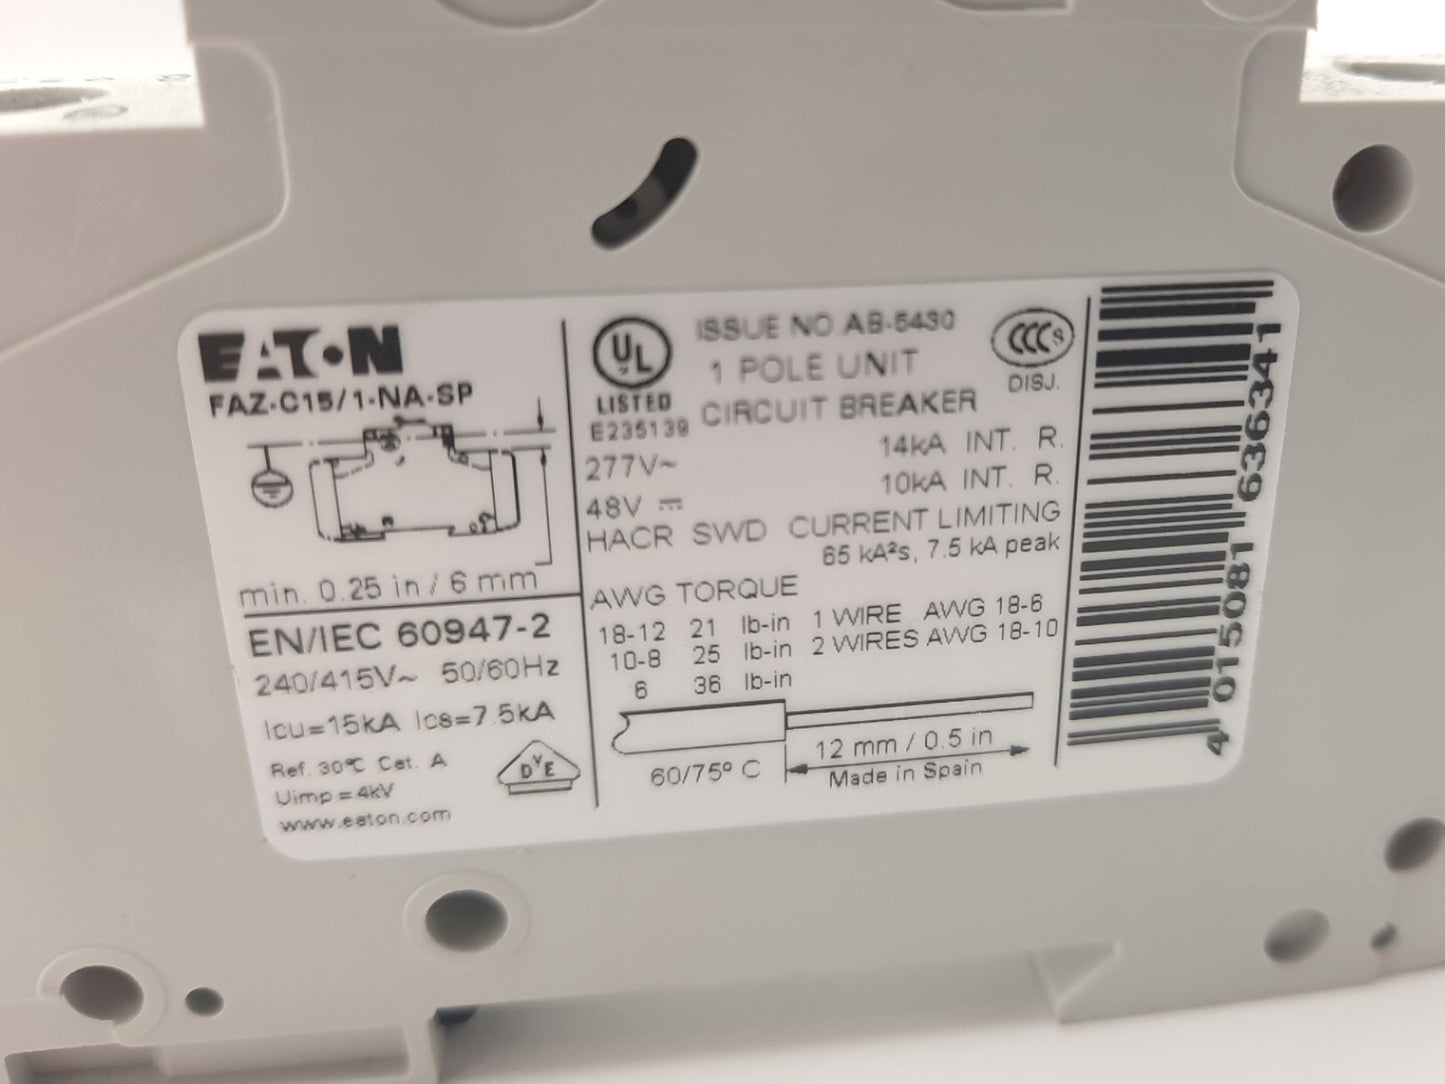 EATON
FAZ-C15/1-NA-SP
min. 0.25 in / 6 mm
EN/IEC 60947-2
240/415V~ 50/60Hz
Icu=15kA Ics=7.5kA
Ref. 30°C Cat. A
Uimp = 4kV
www.eaton.com
DVE
UL
LISTED
E235139
ISSUE NO AB-5430
1 POLE UNIT
CIRCUIT BREAKER
CCC S
DISJ.
277V~ 14kA INT. R.
48V ⎓ 10kA INT. R.
HACR SWD CURRENT LIMITING
65 kA²s, 7.5 kA peak
AWG TORQUE
18-12 21 lb-in 1 WIRE AWG 18-6
10-8 25 lb-in 2 WIRES AWG 18-10
6 36 lb-in
12 mm / 0.5 in
60/75º C
Made in Spain
4 015081 636341